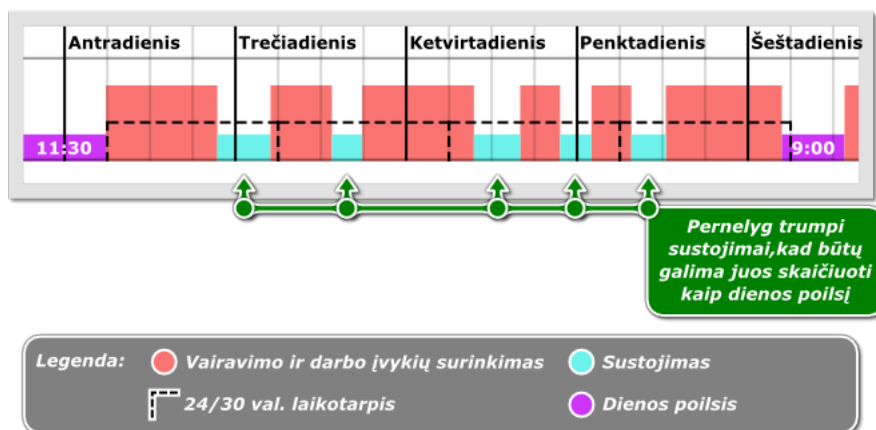 Antradienis Trečiadienis Ketvirtadienis Penktadienis Šeštadienis
11:30 9:00
Pernelyg trumpi
sustojimai,kad būtų
galima juos skaičiuoti
kaip dienos poilsį
Legenda: Vairavimo ir darbo įvykių surinkimas Sustojimas
24/30 val. laikotarpis Dienos poilsis